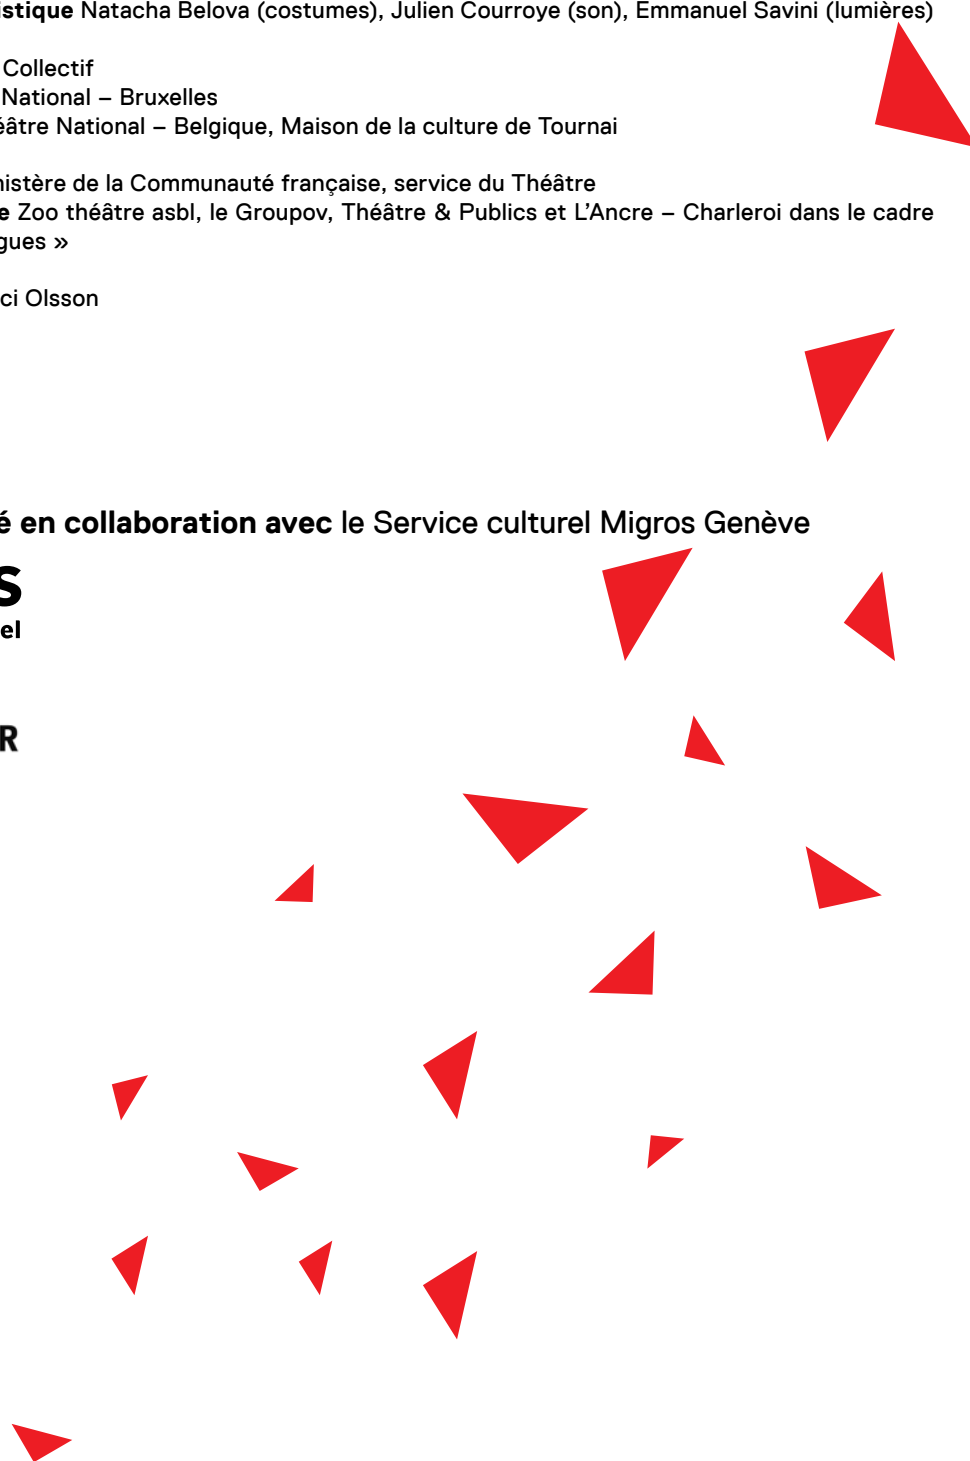 istique Natacha Belova (costumes), Julien Courroye (son), Emmanuel Savini (lumières)
Collectif
National – Bruxelles
éâtre National – Belgique, Maison de la culture de Tournai
nistère de la Communauté française, service du Théâtre
e Zoo théâtre asbl, le Groupov, Théâtre & Publics et L’Ancre – Charleroi dans le cadre
gues »
ci Olsson
é en collaboration avec le Service culturel Migros Genève
S
el
R